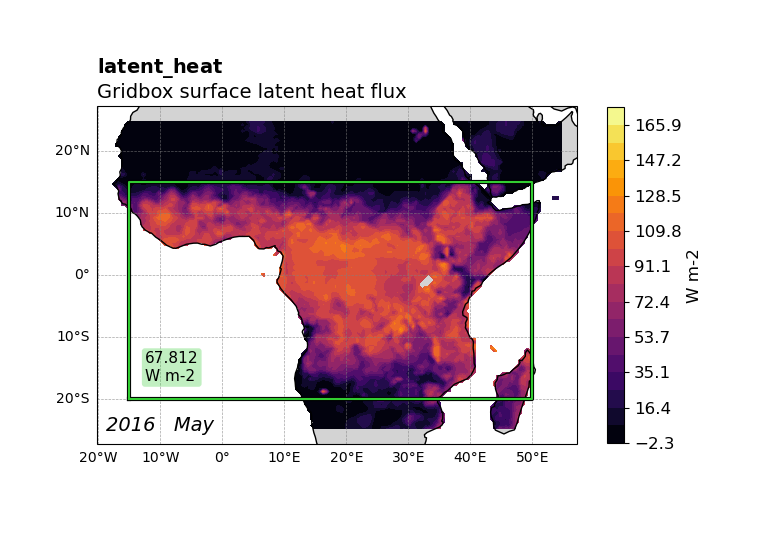 latent_heat
Gridbox surface latent heat flux
20°N
10°N
0°
10°S
20°S
67.812
W m-2
2016   May
20°W
10°W
0°
10°E
20°E
30°E
40°E
50°E
165.9
147.2
128.5
109.8
91.1
72.4
53.7
35.1
16.4
−2.3
W m-2